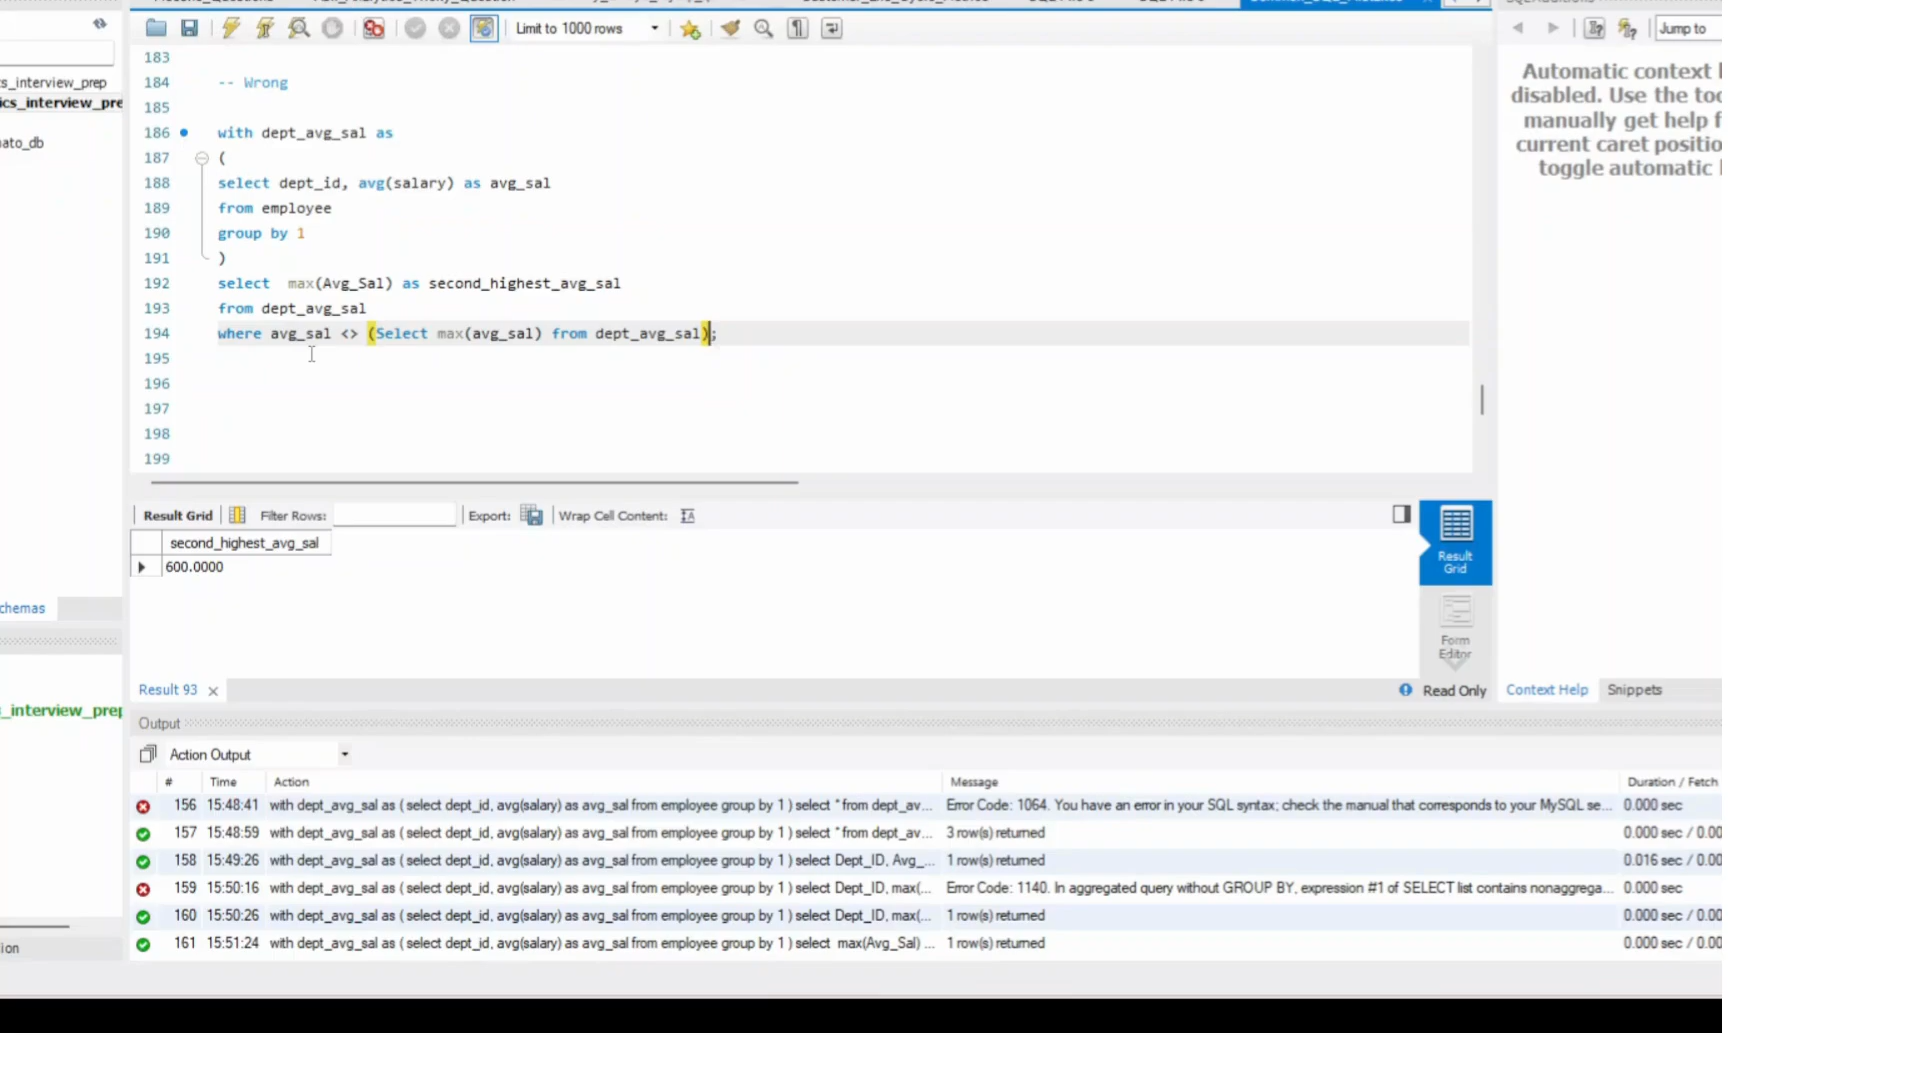 Limit to 1000 rows
Jump to
s_interview_prep
ics_interview_pre
ato_db
183
184 -- Wrong
185
186 with dept_avg_sal as
187 (
188 select dept_id, avg(salary) as avg_sal
189 from employee
190 group by 1
191 )
192 select max(Avg_Sal) as second_highest_avg_sal
193 from dept_avg_sal
194 where avg_sal <> (Select max(avg_sal) from dept_avg_sal);
195
196
197
198
199
Automatic context
disabled. Use the too
manually get help f
current caret positio
toggle automatic
Result Grid Filter Rows: Export: Wrap Cell Content:
second_highest_avg_sal
600.0000
Result Grid
Form Editor
chemas
Result 93
Read Only
Context Help Snippets
_interview_prep
Output
Action Output
# Time Action Message Duration / Fetch
156 15:48:41 with dept_avg_sal as ( select dept_id, avg(salary) as avg_sal from employee group by 1 ) select * from dept_av... Error Code: 1064. You have an error in your SQL syntax; check the manual that corresponds to your MySQL se... 0.000 sec
157 15:48:59 with dept_avg_sal as ( select dept_id, avg(salary) as avg_sal from employee group by 1 ) select * from dept_av... 3 row(s) returned 0.000 sec / 0.00
158 15:49:26 with dept_avg_sal as ( select dept_id, avg(salary) as avg_sal from employee group by 1 ) select Dept_ID, Avg_... 1 row(s) returned 0.016 sec / 0.00
159 15:50:16 with dept_avg_sal as ( select dept_id, avg(salary) as avg_sal from employee group by 1 ) select Dept_ID, max(... Error Code: 1140. In aggregated query without GROUP BY, expression #1 of SELECT list contains nonaggrega... 0.000 sec
160 15:50:26 with dept_avg_sal as ( select dept_id, avg(salary) as avg_sal from employee group by 1 ) select Dept_ID, max(... 1 row(s) returned 0.000 sec / 0.00
161 15:51:24 with dept_avg_sal as ( select dept_id, avg(salary) as avg_sal from employee group by 1 ) select max(Avg_Sal) ... 1 row(s) returned 0.000 sec / 0.00
ion